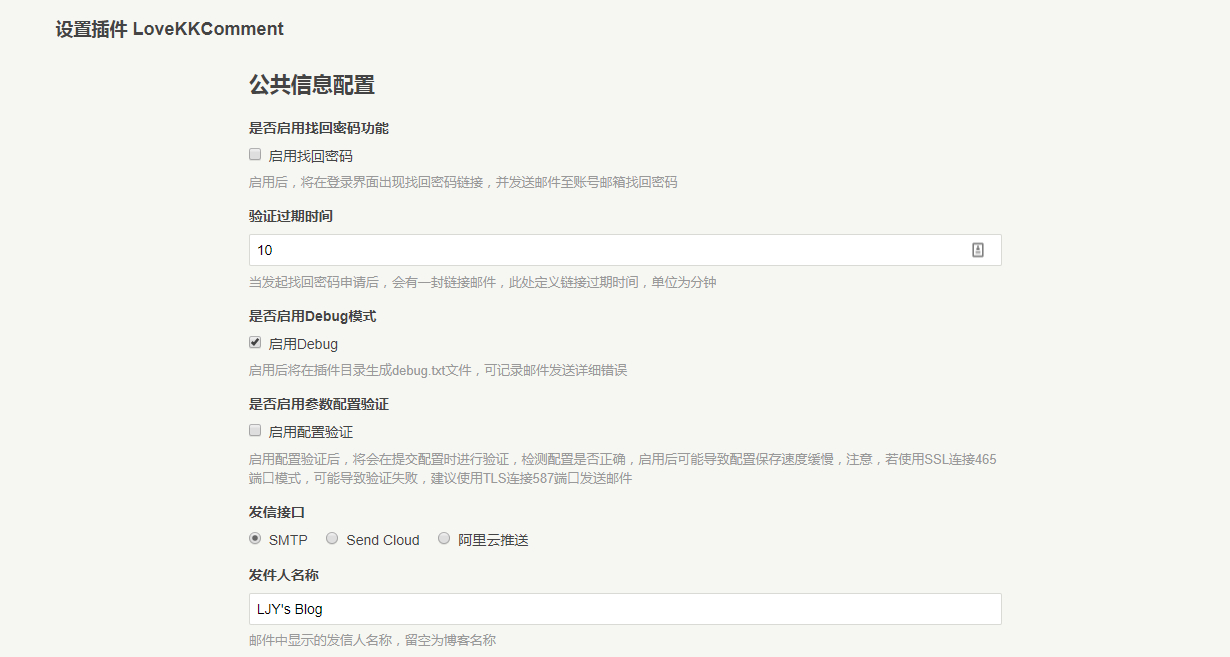 设置插件 LoveKKComment
公共信息配置
是否启用找回密码功能
启用找回密码
启用后，将在登录界面出现找回密码链接，并发送邮件至账号邮箱找回密码
验证过期时间
10
当发起找回密码申请后，会有一封链接邮件，此处定义链接过期时间，单位为分钟
是否启用Debug模式
启用Debug
启用后将在插件目录生成debug.txt文件，可记录邮件发送详细错误
是否启用参数配置验证
启用配置验证
启用配置验证后，将会在提交配置时进行验证，检测配置是否正确，启用后可能导致配置保存速度缓慢，注意，若使用SSL连接465
端口模式，可能导致验证失败，建议使用TLS连接587端口发送邮件
发信接口
SMTP Send Cloud 阿里云推送
发件人名称
LJY's Blog
邮件中显示的发信人名称，留空为博客名称